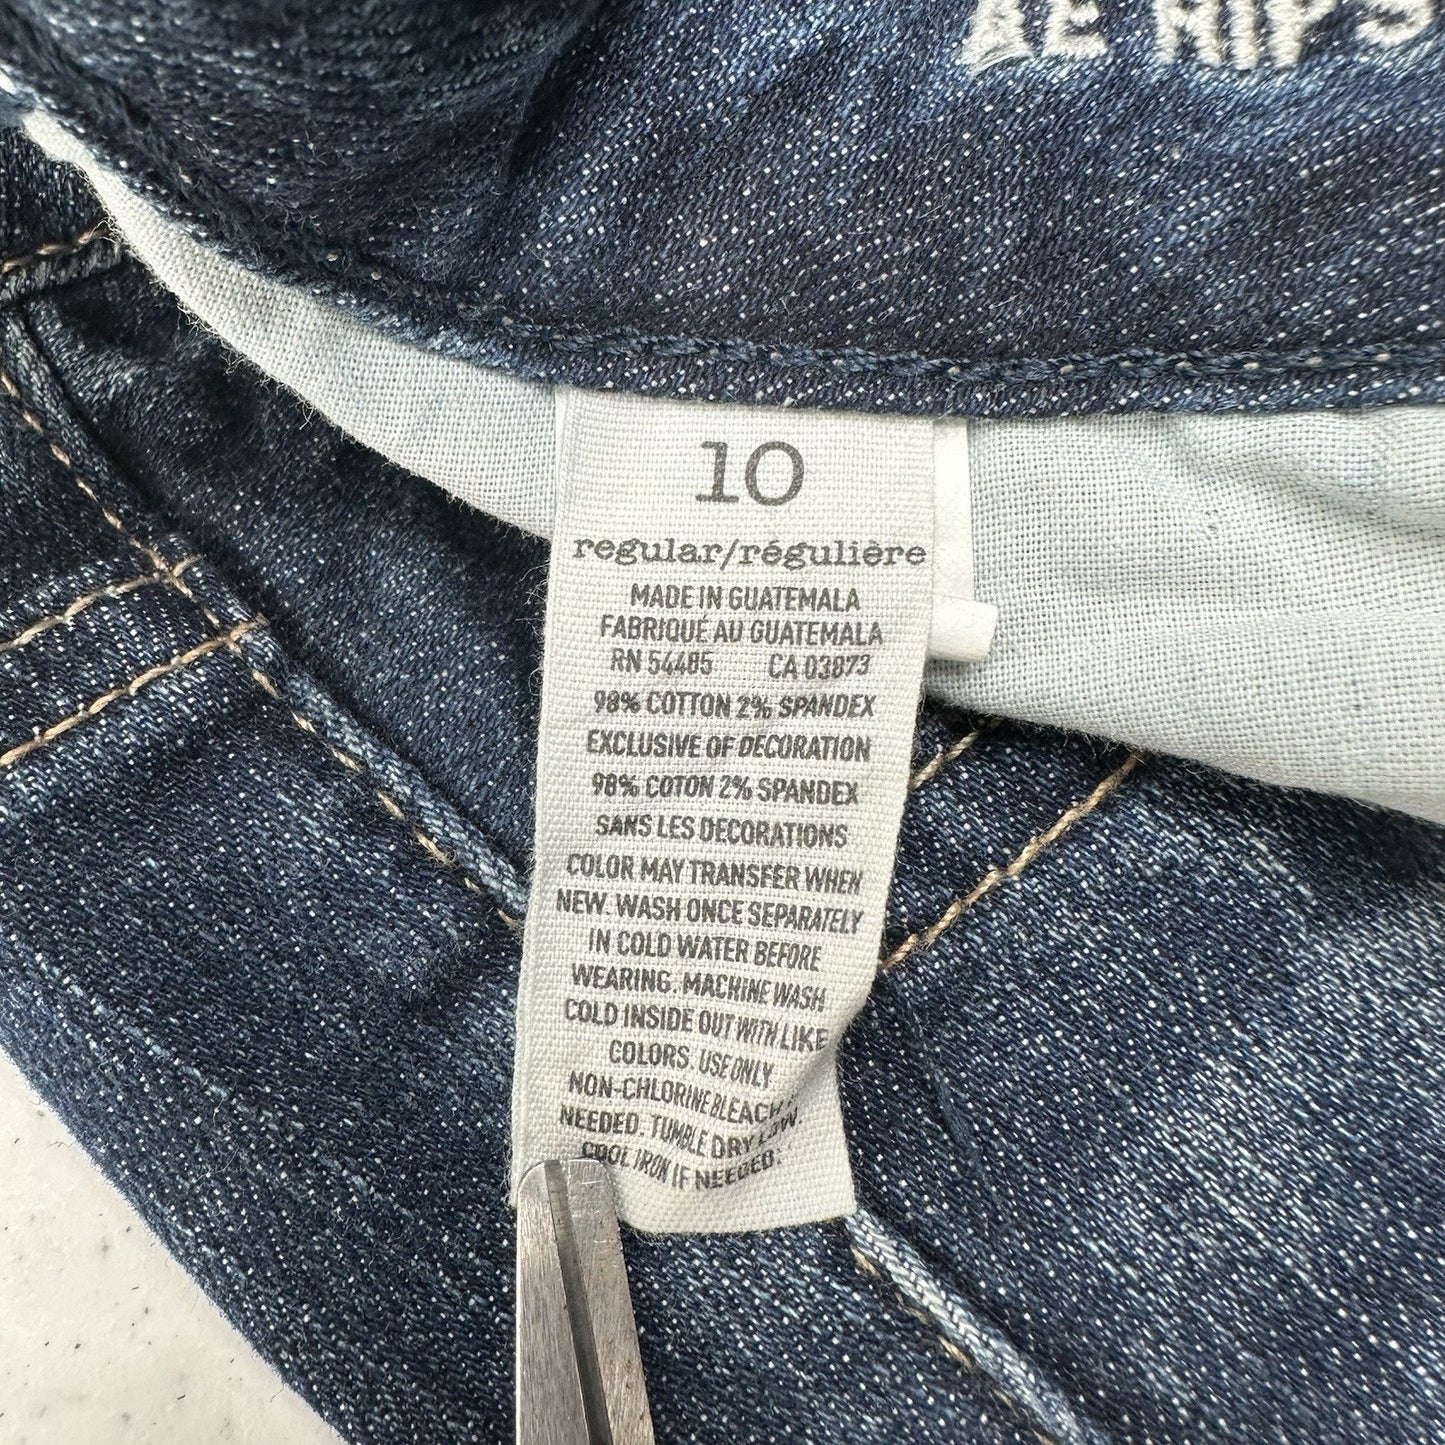 AE HIPS
10
regular/régulière
MADE IN GUATEMALA
FABRIQUÉ AU GUATEMALA
RN 54485 CA 03873
98% COTTON 2% SPANDEX
EXCLUSIVE OF DECORATION
98% COTON 2% SPANDEX
SANS LES DECORATIONS
COLOR MAY TRANSFER WHEN
NEW. WASH ONCE SEPARATELY
IN COLD WATER BEFORE
WEARING. MACHINE WASH
COLD INSIDE OUT WITH LIKE
COLORS. USE ONLY
NON-CHLORINE BLEACH
NEEDED. TUMBLE DRY LOW.
COOL IRON IF NEEDED.